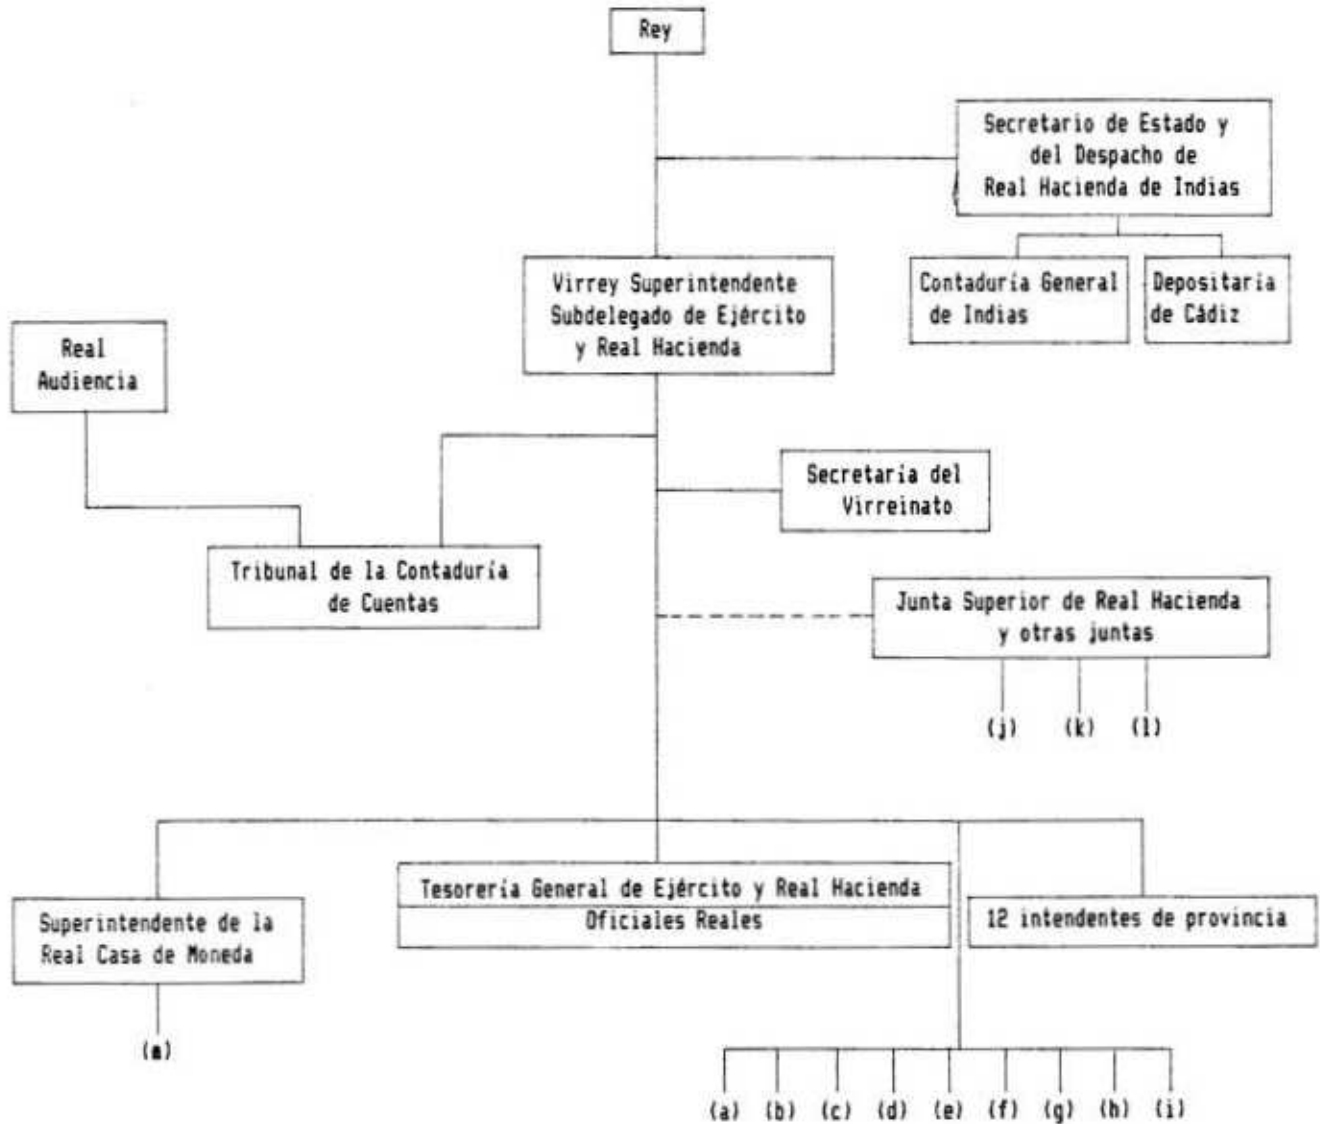 Rey
Secretario de Estado y
del Despacho de
Real Hacienda de Indias
Virrey Superintendente
Subdelegado de Ejército
y Real Hacienda
Contaduría General
de Indias
Depositaría
de Cádiz
Real
Audiencia
Secretaría del
Virreinato
Tribunal de la Contaduría
de Cuentas
Junta Superior de Real Hacienda
y otras juntas
(j) (k) (l)
Tesorería General de Ejército y Real Hacienda
Oficiales Reales
Superintendente de la
Real Casa de Moneda
12 intendentes de provincia
(m)
(a) (b) (c) (d) (e) (f) (g) (h) (i)